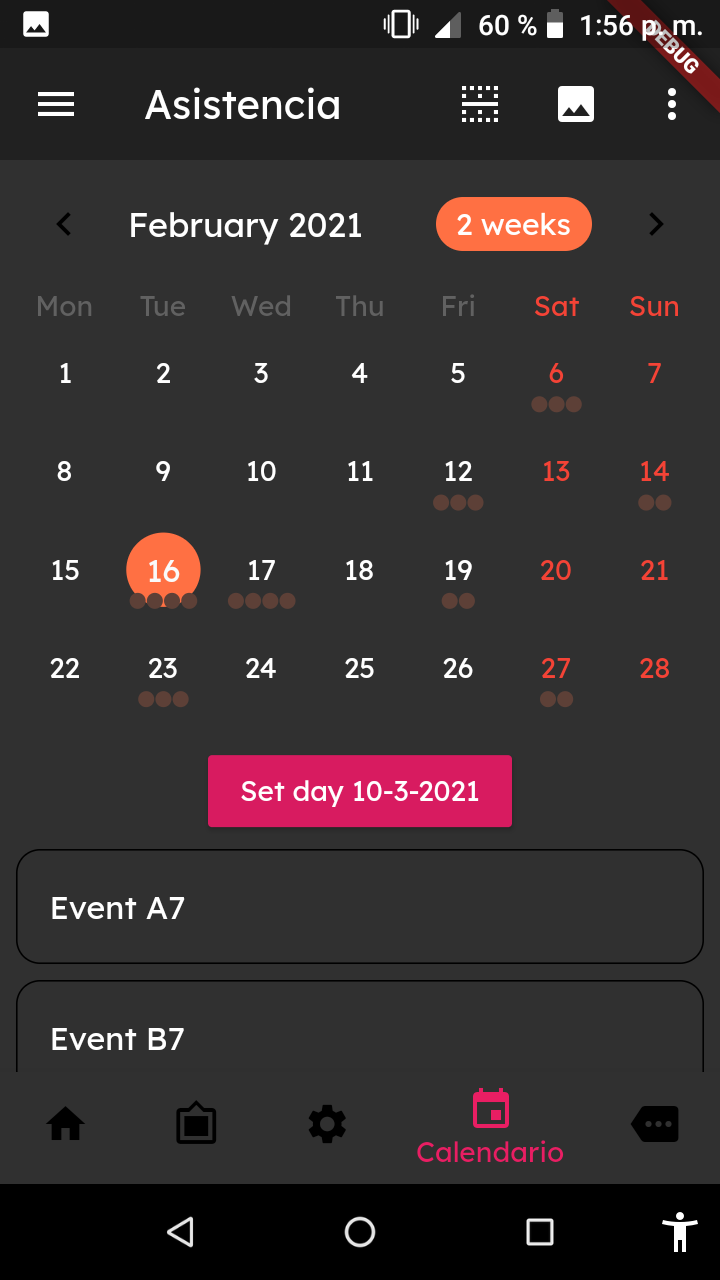 60 % 1:56 p. m.
DEBUG
Asistencia
February 2021 2 weeks
Mon Tue Wed Thu Fri Sat Sun
1 2 3 4 5 6 7
8 9 10 11 12 13 14
15 16 17 18 19 20 21
22 23 24 25 26 27 28
Set day 10-3-2021
Event A7
Event B7
Calendario